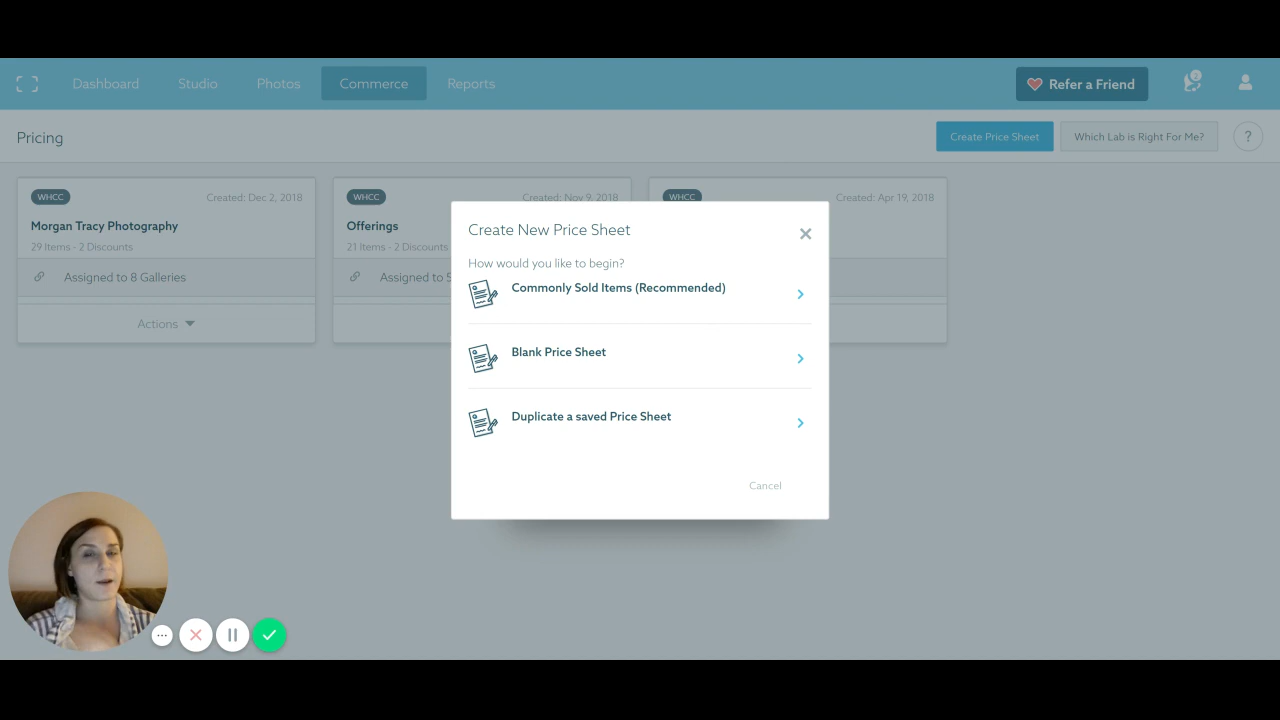 Dashboard
Studio
Photos
Commerce
Reports
Refer a Friend
Pricing
Create Price Sheet
Which Lab is Right For Me?
?
WHCC
Created: Dec 2, 2018
Morgan Tracy Photography
29 Items - 2 Discounts
Assigned to 8 Galleries
Actions
WHCC
Created: Nov 9, 2018
Offerings
21 Items - 2 Discounts
Assigned to
WHCC
Created: Apr 19, 2018
Create New Price Sheet
How would you like to begin?
Commonly Sold Items (Recommended)
Blank Price Sheet
Duplicate a saved Price Sheet
Cancel